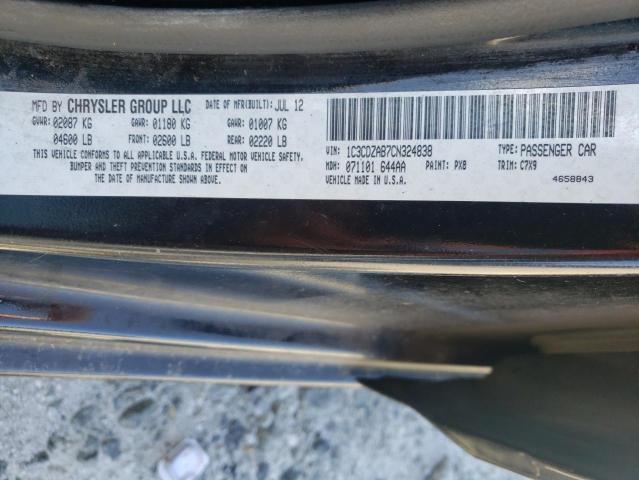 MFD BY CHRYSLER GROUP LLC DATE OF MFR(BUILT): JUL 12
GVWR: 02087 KG GAWR: 01180 KG GAWR: 01007 KG
04600 LB FRONT: 02600 LB REAR: 02220 LB
THIS VEHICLE CONFORMS TO ALL APPLICABLE U.S.A. FEDERAL MOTOR VEHICLE SAFETY,
BUMPER AND THEFT PREVENTION STANDARDS IN EFFECT ON THE DATE OF
MANUFACTURE SHOWN ABOVE.
VIN: 1C3CDZAB7CN324838 TYPE: PASSENGER CAR
MDH: 071101 644AA PAINT: PX8 TRIM: C7X9
VEHICLE MADE IN U.S.A.
4658843